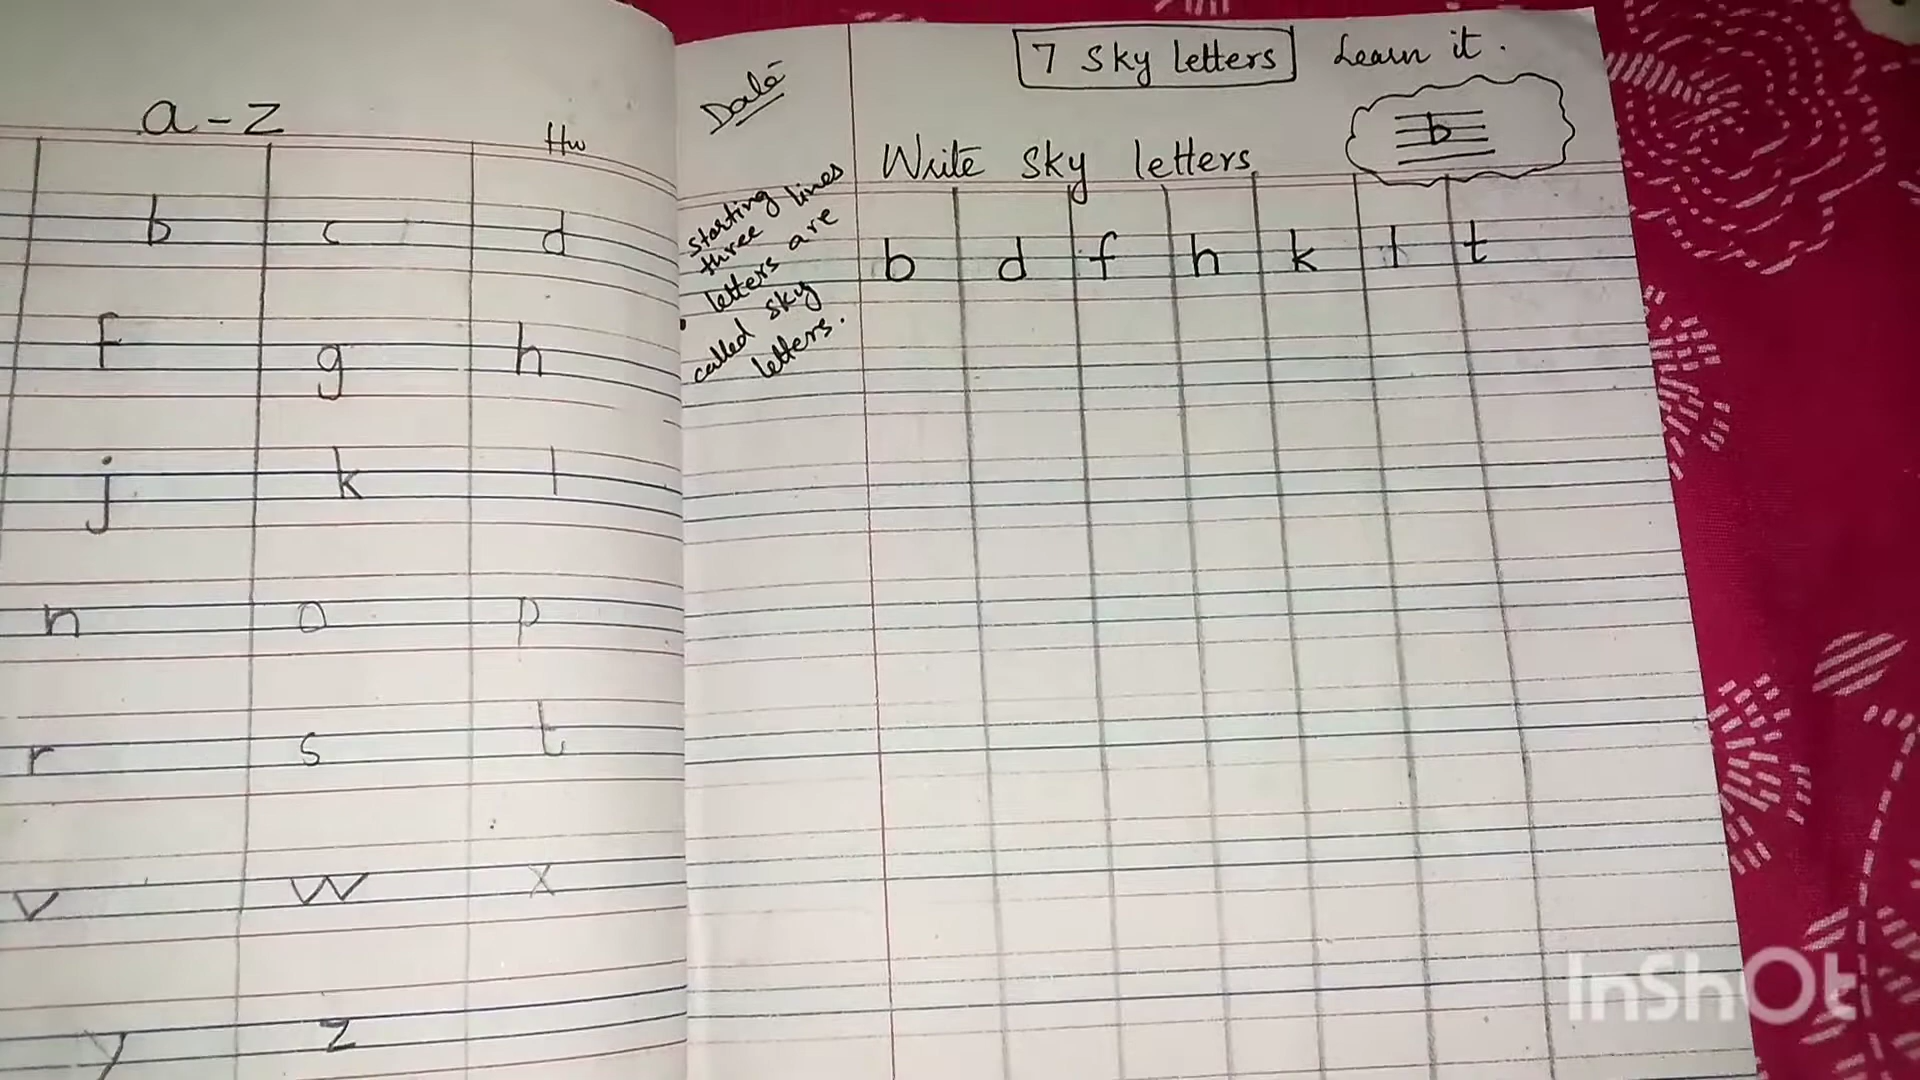 a-z
Hw
b c d
f g h
j k l
n o p
r s t
v w x
y z
Date
7 Sky letters Learn it.
b
Write sky letters
starting lines
three
letters are
called sky
letters.
b d f h k l t
InShOt